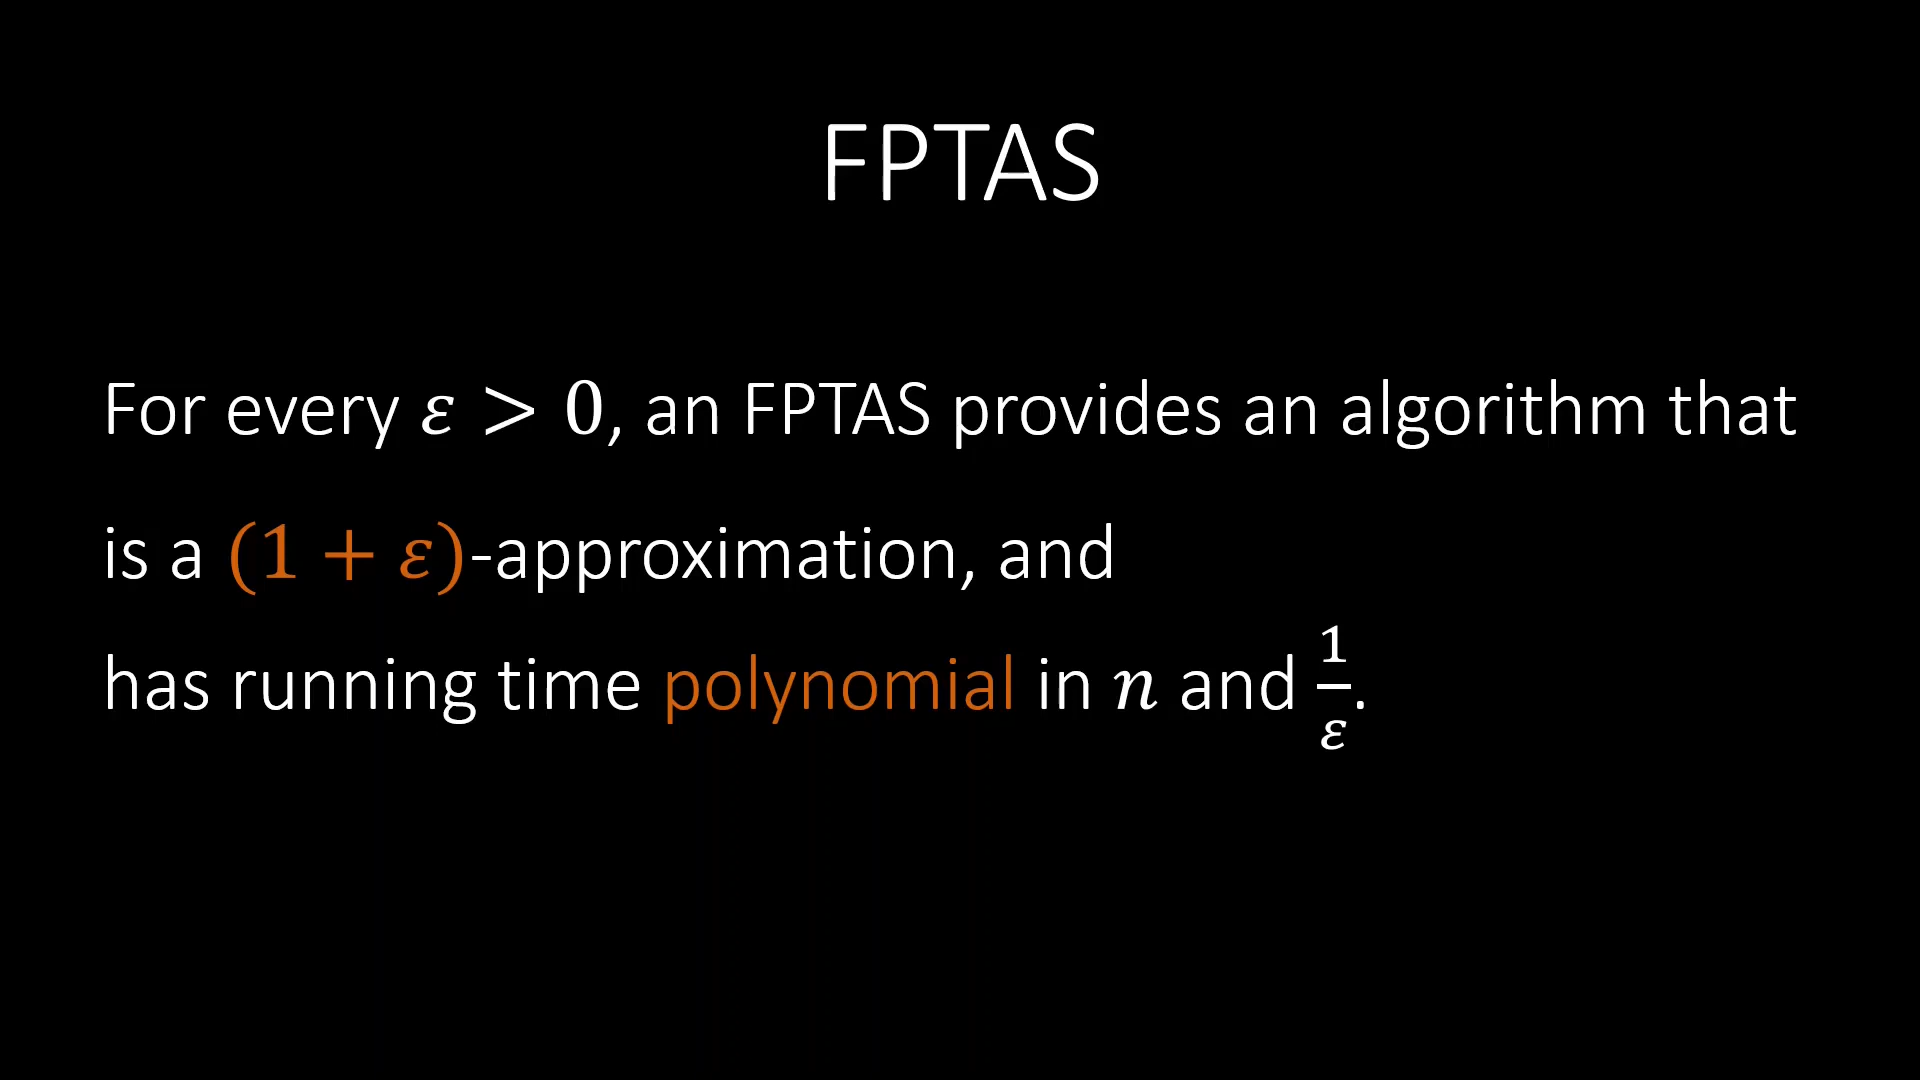 FPTAS
For every ε > 0, an FPTAS provides an algorithm that
is a (1 + ε)-approximation, and
has running time polynomial in n and 1/ε.